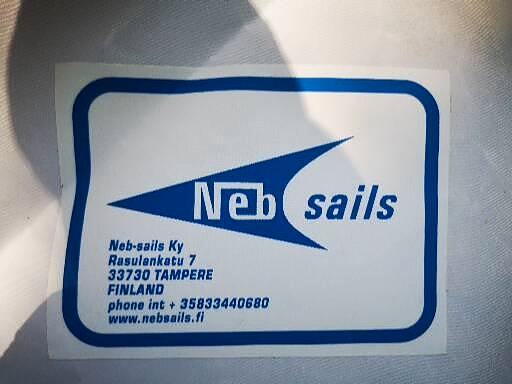 Neb sails
Neb-sails Ky
Rasulankatu 7
33730 TAMPERE
FINLAND
phone int + 35833440680
www.nebsails.fi